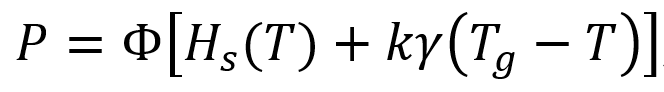 P = Φ[H_s(T) + kγ(T_g − T)].